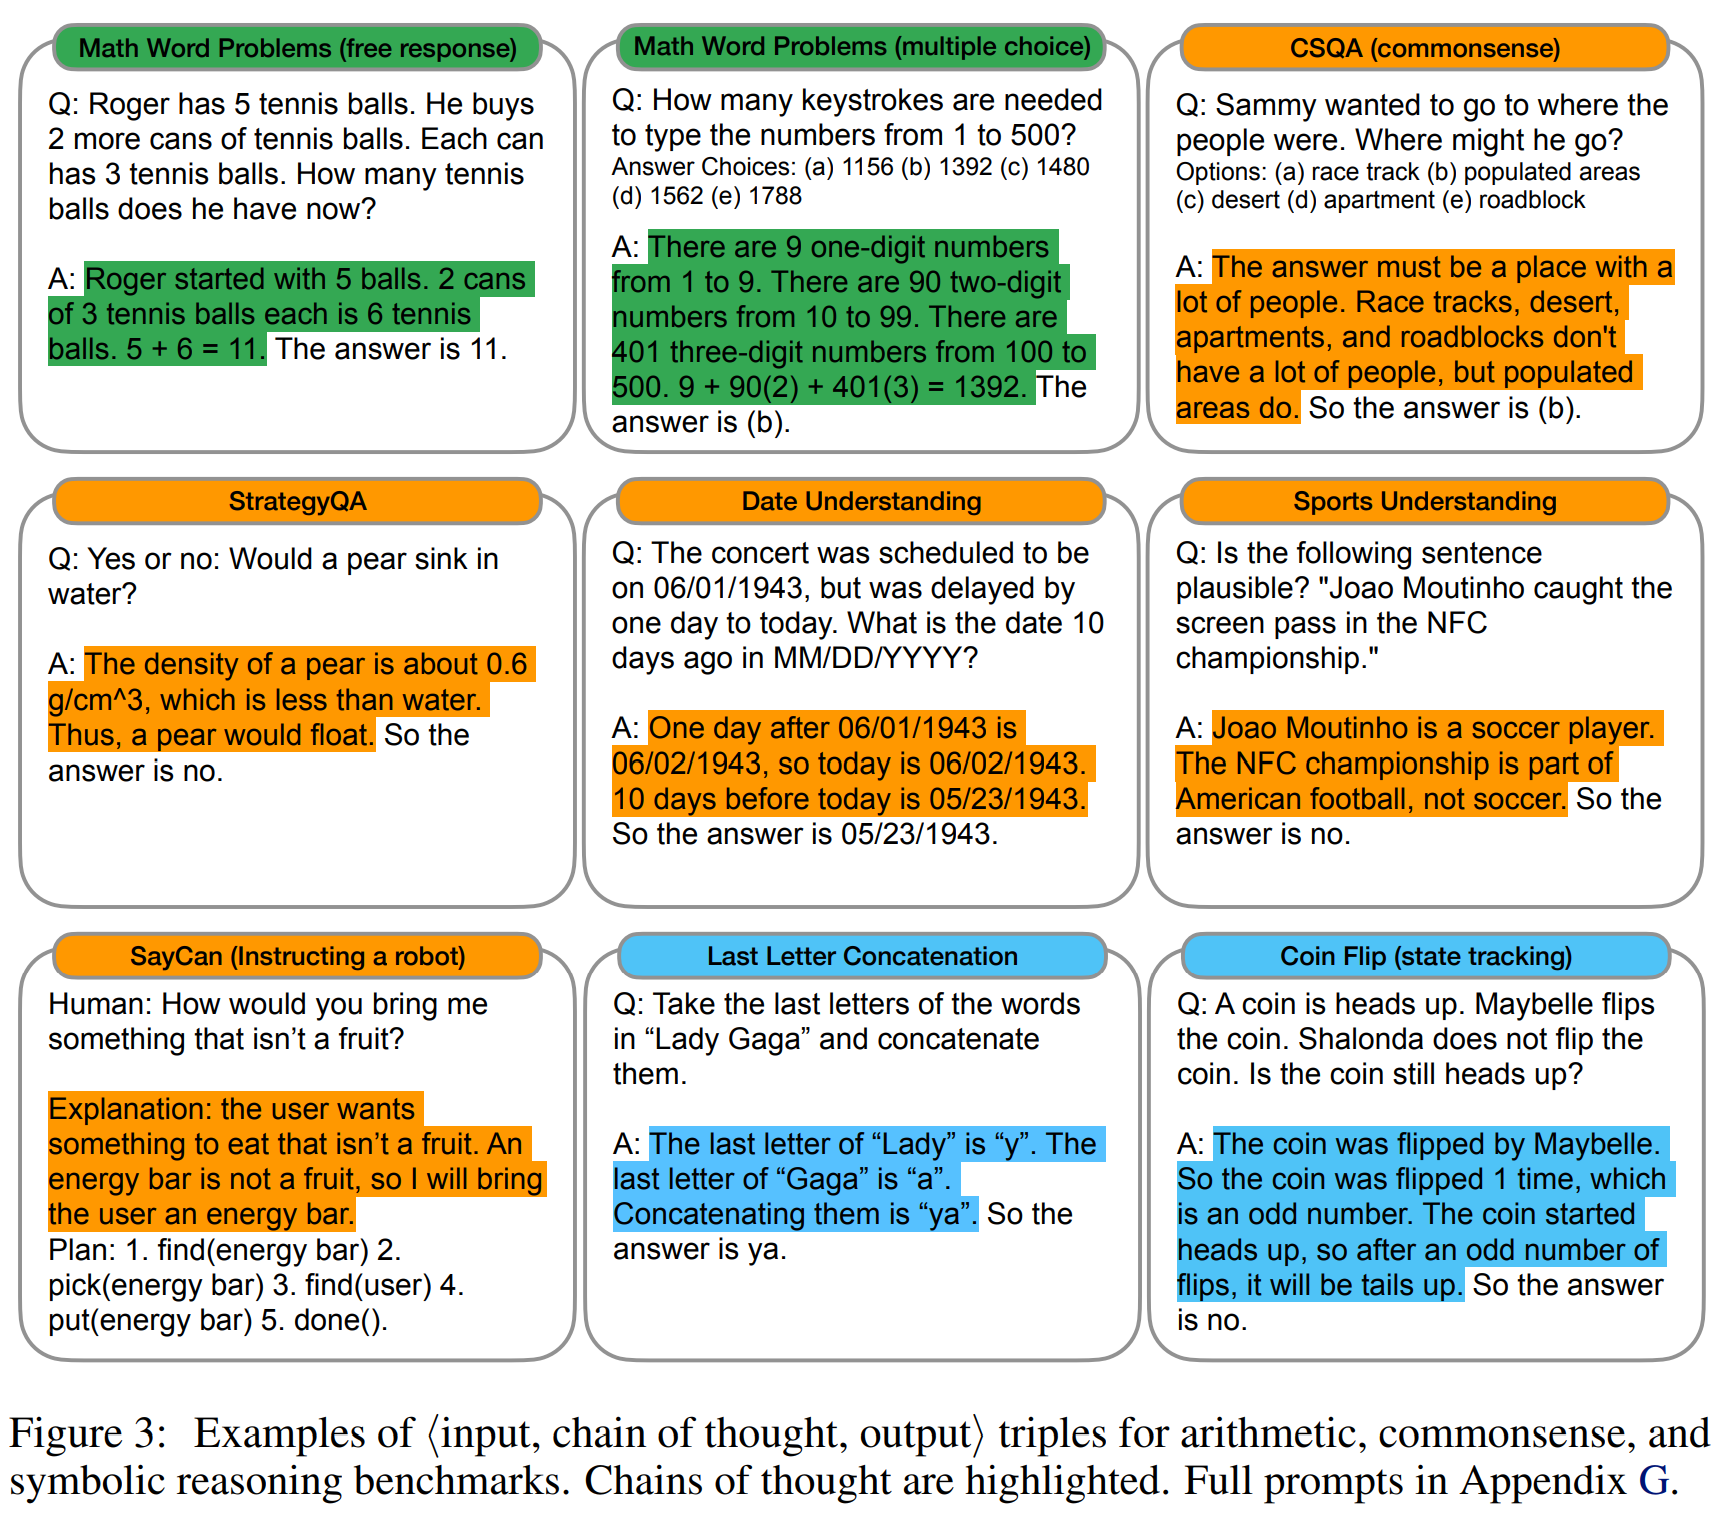 Math Word Problems (free response)
Q: Roger has 5 tennis balls. He buys
2 more cans of tennis balls. Each can
has 3 tennis balls. How many tennis
balls does he have now?
A: Roger started with 5 balls. 2 cans
of 3 tennis balls each is 6 tennis
balls. 5 + 6 = 11. The answer is 11.
Math Word Problems (multiple choice)
Q: How many keystrokes are needed
to type the numbers from 1 to 500?
Answer Choices: (a) 1156 (b) 1392 (c) 1480
(d) 1562 (e) 1788
A: There are 9 one-digit numbers
from 1 to 9. There are 90 two-digit
numbers from 10 to 99. There are
401 three-digit numbers from 100 to
500. 9 + 90(2) + 401(3) = 1392. The
answer is (b).
CSQA (commonsense)
Q: Sammy wanted to go to where the
people were. Where might he go?
Options: (a) race track (b) populated areas
(c) desert (d) apartment (e) roadblock
A: The answer must be a place with a
lot of people. Race tracks, desert,
apartments, and roadblocks don't
have a lot of people, but populated
areas do. So the answer is (b).
StrategyQA
Q: Yes or no: Would a pear sink in
water?
A: The density of a pear is about 0.6
g/cm^3, which is less than water.
Thus, a pear would float. So the
answer is no.
Date Understanding
Q: The concert was scheduled to be
on 06/01/1943, but was delayed by
one day to today. What is the date 10
days ago in MM/DD/YYYY?
A: One day after 06/01/1943 is
06/02/1943, so today is 06/02/1943.
10 days before today is 05/23/1943.
So the answer is 05/23/1943.
Sports Understanding
Q: Is the following sentence
plausible? "Joao Moutinho caught the
screen pass in the NFC
championship."
A: Joao Moutinho is a soccer player.
The NFC championship is part of
American football, not soccer. So the
answer is no.
SayCan (Instructing a robot)
Human: How would you bring me
something that isn’t a fruit?
Explanation: the user wants
something to eat that isn’t a fruit. An
energy bar is not a fruit, so I will bring
the user an energy bar.
Plan: 1. find(energy bar) 2.
pick(energy bar) 3. find(user) 4.
put(energy bar) 5. done().
Last Letter Concatenation
Q: Take the last letters of the words
in “Lady Gaga” and concatenate
them.
A: The last letter of “Lady” is “y”. The
last letter of “Gaga” is “a”.
Concatenating them is “ya”. So the
answer is ya.
Coin Flip (state tracking)
Q: A coin is heads up. Maybelle flips
the coin. Shalonda does not flip the
coin. Is the coin still heads up?
A: The coin was flipped by Maybelle.
So the coin was flipped 1 time, which
is an odd number. The coin started
heads up, so after an odd number of
flips, it will be tails up. So the answer
is no.
Figure 3: Examples of ⟨input, chain of thought, output⟩ triples for arithmetic, commonsense, and
symbolic reasoning benchmarks. Chains of thought are highlighted. Full prompts in Appendix G.